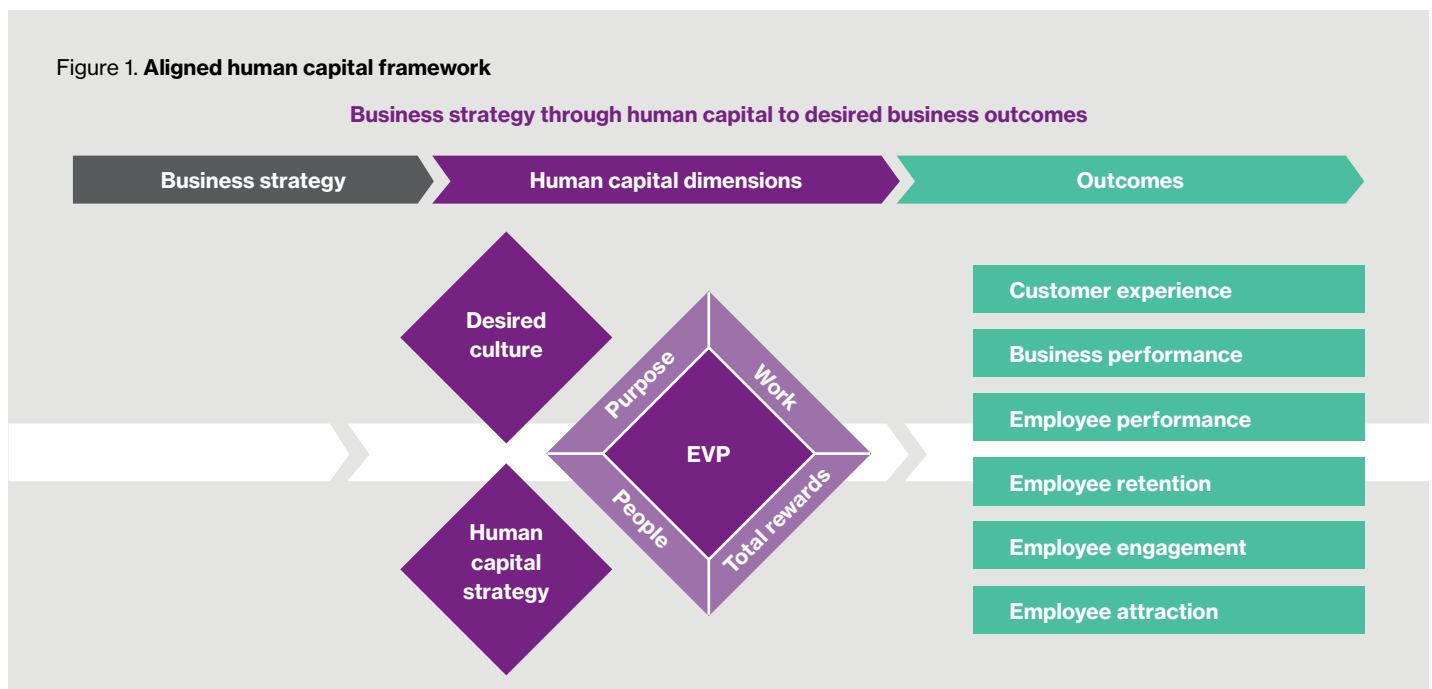 Figure 1. Aligned human capital framework
Business strategy through human capital to desired business outcomes
Business strategy
Human capital dimensions
Outcomes
Desired
culture
Human
capital
strategy
Purpose
Work
EVP
People
Total rewards
Customer experience
Business performance
Employee performance
Employee retention
Employee engagement
Employee attraction